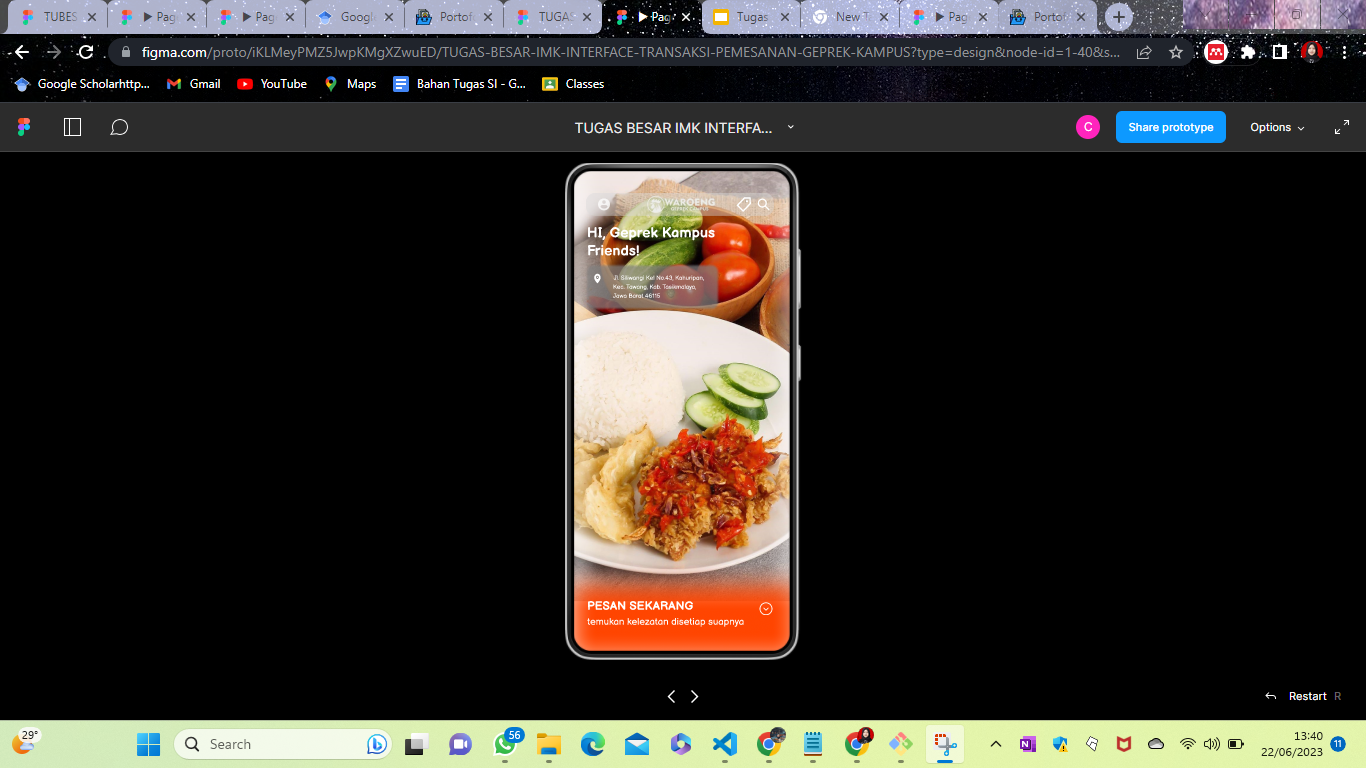 TUBES
Pag
Pag
Googl
Portof
TUGAS
Pag
Tugas
New T
Pag
Portof
figma.com/proto/iKLMeyPMZ5JwpKMgXZwuED/TUGAS-BESAR-IMK-INTERFACE-TRANSAKSI-PEMESANAN-GEPREK-KAMPUS?type=design&node-id=1-40&s...
Google Scholarhttp...
Gmail
YouTube
Maps
Bahan Tugas SI - G...
Classes
TUGAS BESAR IMK INTERFA...
C
Share prototype
Options
WAROENG
GEPREK KAMPUS
HI, Geprek Kampus
Friends!
Jl. Siliwangi Kel No.43, Kahuripan,
Kec. Tawang, Kab. Tasikmalaya,
Jawa Barat 46115
PESAN SEKARANG
temukan kelezatan disetiap suapnya
Restart R
29°
Search
56
13:40
22/06/2023
11